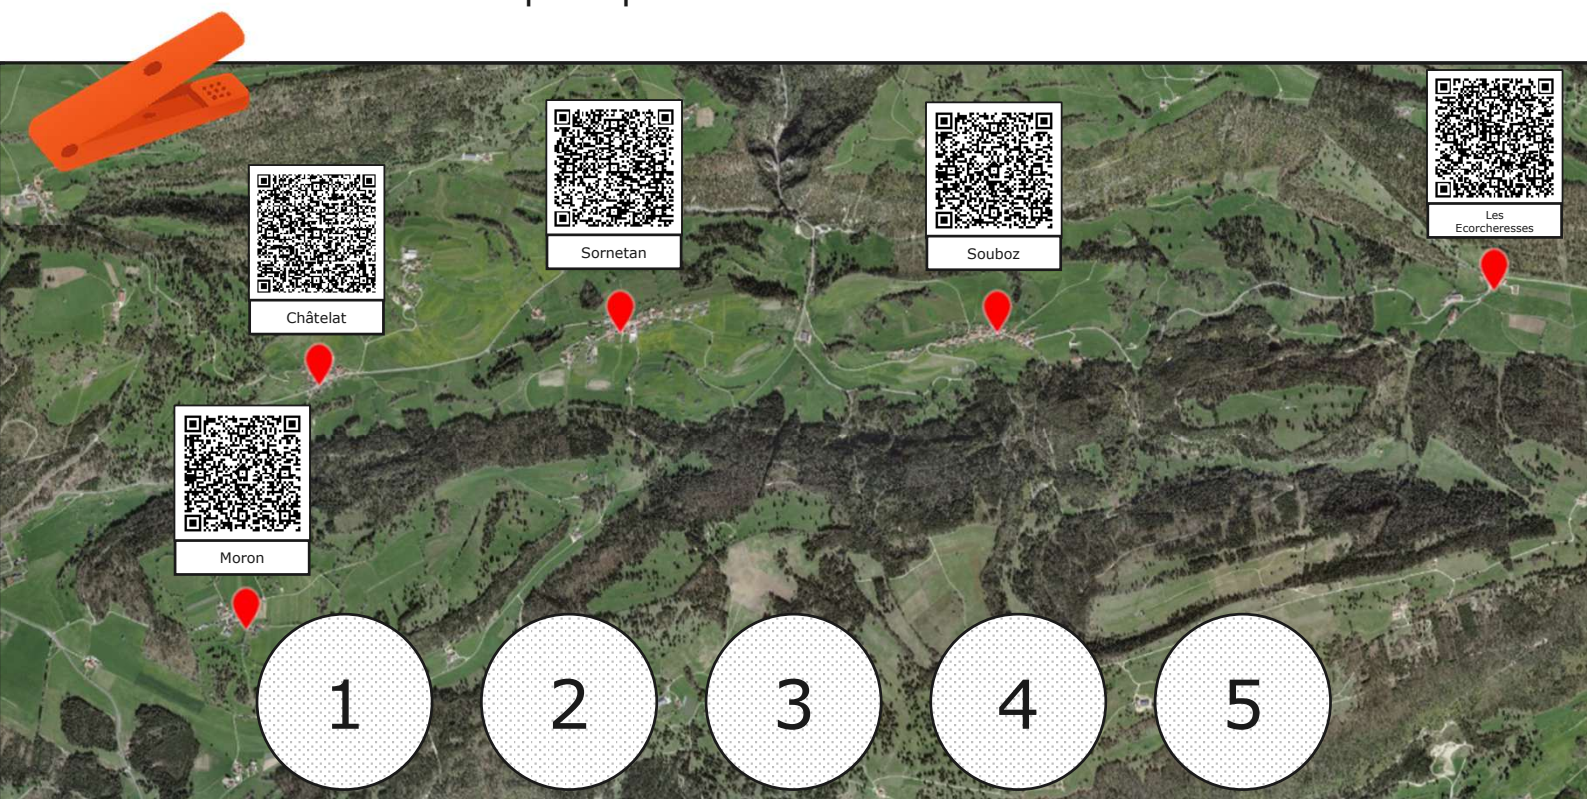 Les
Ecorcheresses
Sornetan
Souboz
Châtelat
Moron
1 2 3 4 5